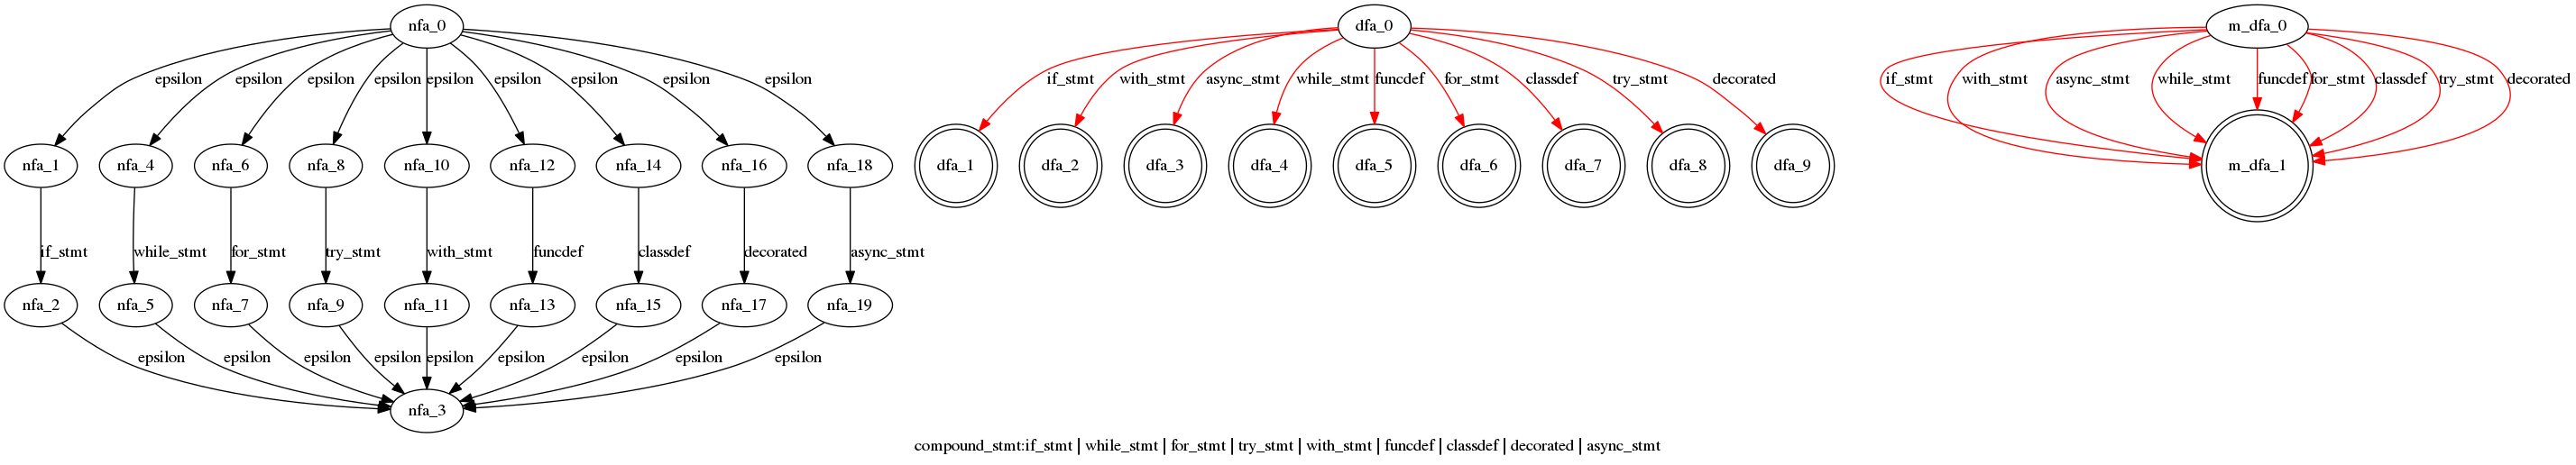 nfa_0 dfa_0 m_dfa_0
epsilon epsilon epsilon epsilon epsilon epsilon epsilon epsilon epsilon if_stmt with_stmt async_stmt while_stmt funcdef for_stmt classdef try_stmt decorated if_stmt with_stmt async_stmt while_stmt funcdef for_stmt classdef try_stmt decorated
nfa_1 nfa_4 nfa_6 nfa_8 nfa_10 nfa_12 nfa_14 nfa_16 nfa_18 dfa_1 dfa_2 dfa_3 dfa_4 dfa_5 dfa_6 dfa_7 dfa_8 dfa_9 m_dfa_1
if_stmt while_stmt for_stmt try_stmt with_stmt funcdef classdef decorated async_stmt
nfa_2 nfa_5 nfa_7 nfa_9 nfa_11 nfa_13 nfa_15 nfa_17 nfa_19
epsilon epsilon epsilon epsilon epsilon epsilon epsilon epsilon epsilon
nfa_3
compound_stmt:if_stmt | while_stmt | for_stmt | try_stmt | with_stmt | funcdef | classdef | decorated | async_stmt